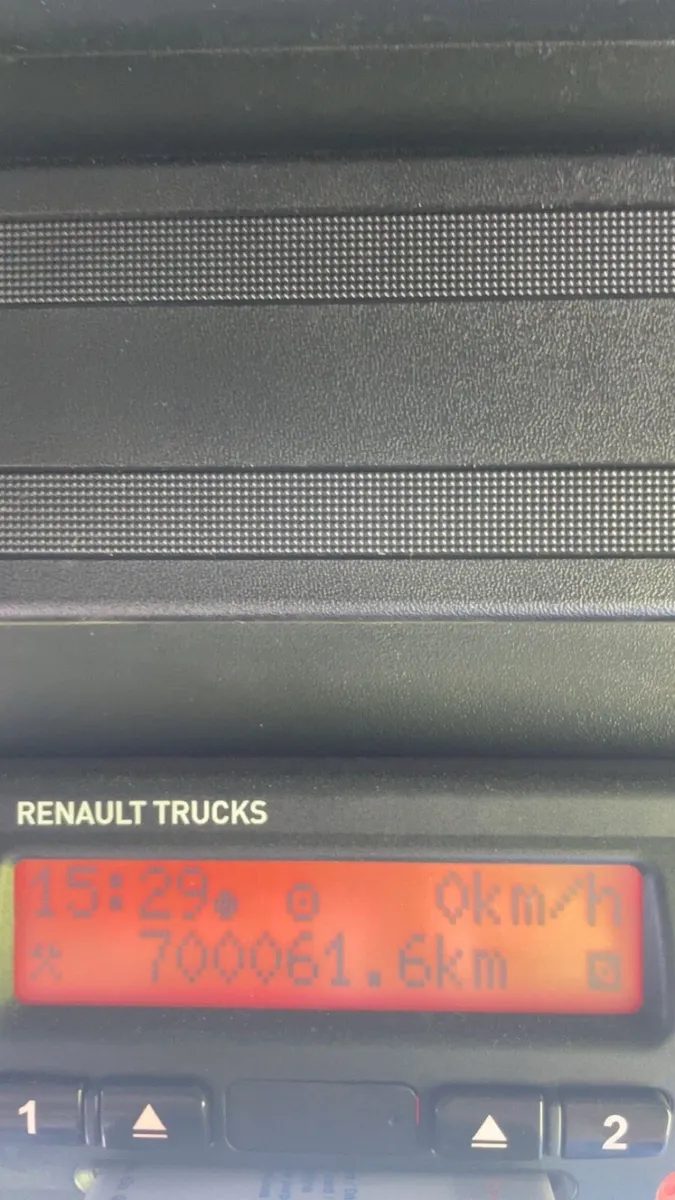 RENAULT TRUCKS
15:29 0km/h
700061.6km
1 2